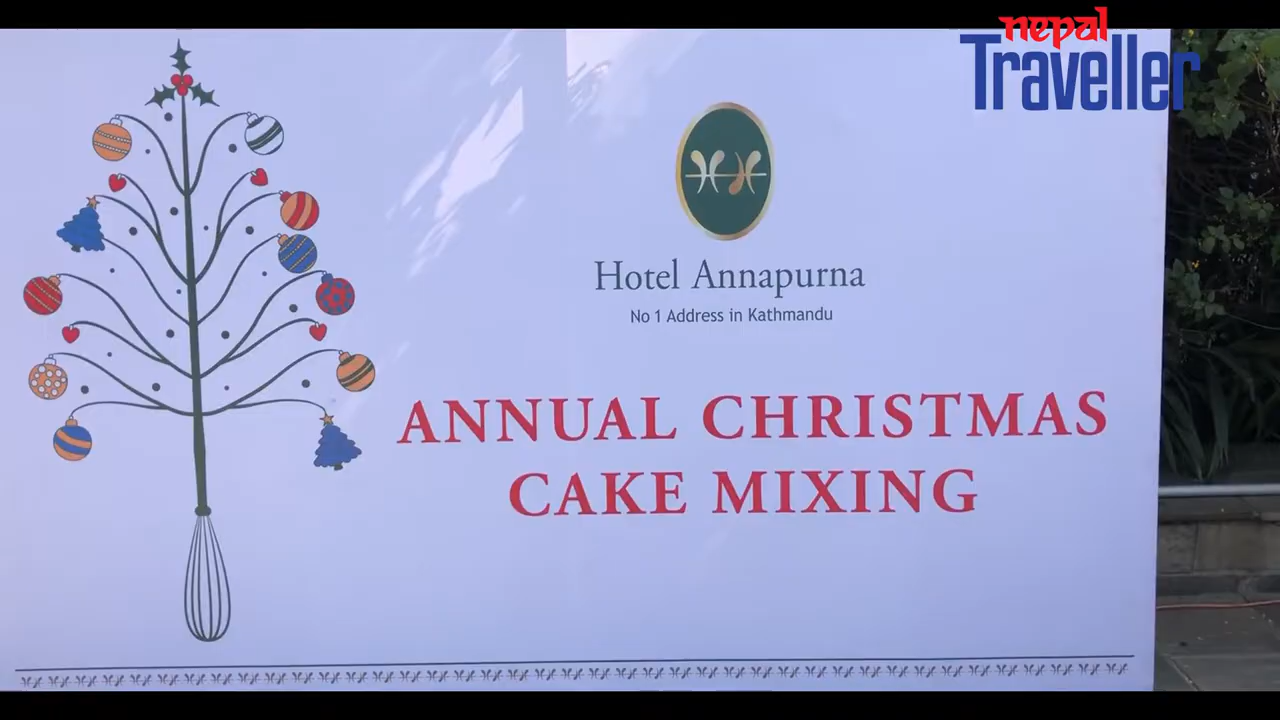 nepal
Traveller
Hotel Annapurna
No 1 Address in Kathmandu
ANNUAL CHRISTMAS
CAKE MIXING